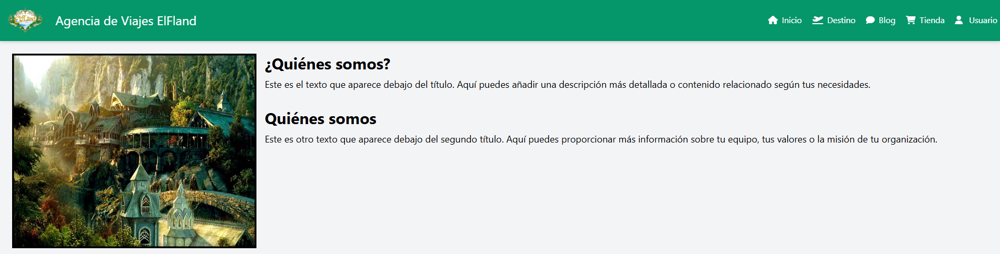 ElfLand
Agencia de Viajes ElFland
Inicio
Destino
Blog
Tienda
Usuario
¿Quiénes somos?
Este es el texto que aparece debajo del título. Aquí puedes añadir una descripción más detallada o contenido relacionado según tus necesidades.
Quiénes somos
Este es otro texto que aparece debajo del segundo título. Aquí puedes proporcionar más información sobre tu equipo, tus valores o la misión de tu organización.